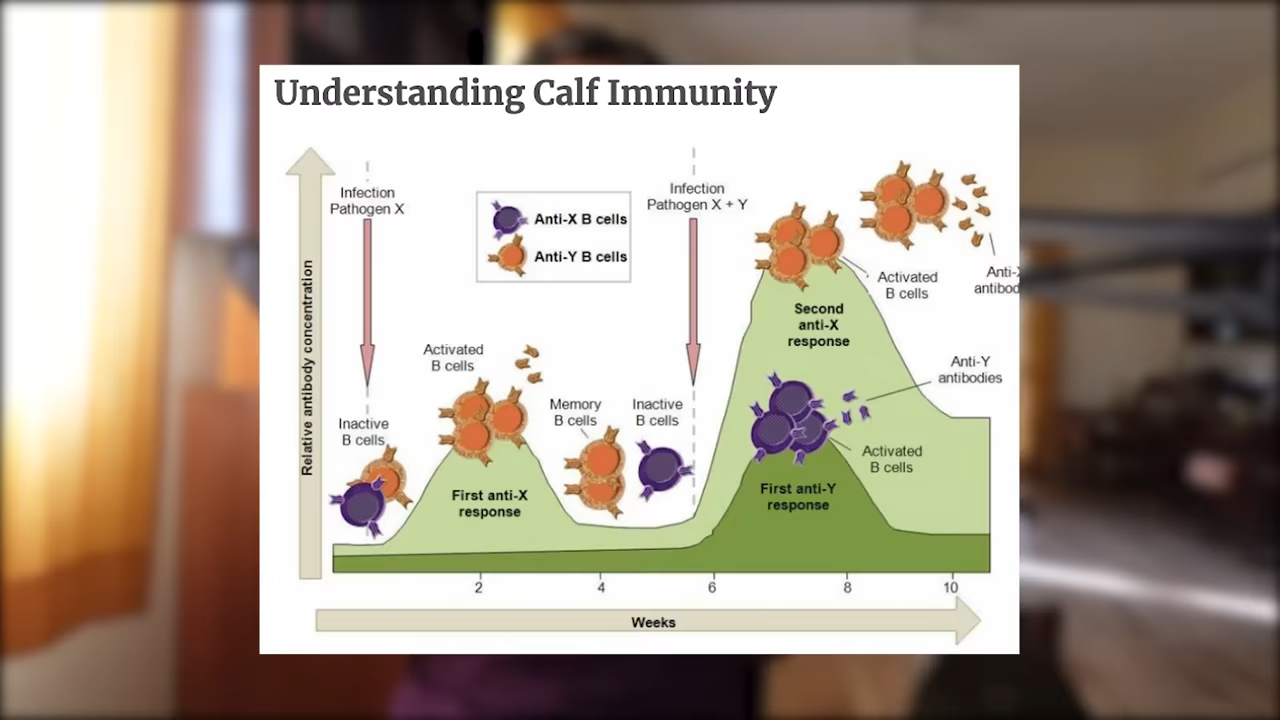 Understanding Calf Immunity
Infection
Pathogen X
Infection
Pathogen X + Y
Anti-X B cells
Anti-Y B cells
Relative antibody concentration
Activated
B cells
Anti-
antibod
Second
anti-X
response
Activated
B cells
Anti-Y
antibodies
Memory
B cells
Inactive
B cells
Inactive
B cells
Activated
B cells
First anti-X
response
First anti-Y
response
2
4
6
8
10
Weeks